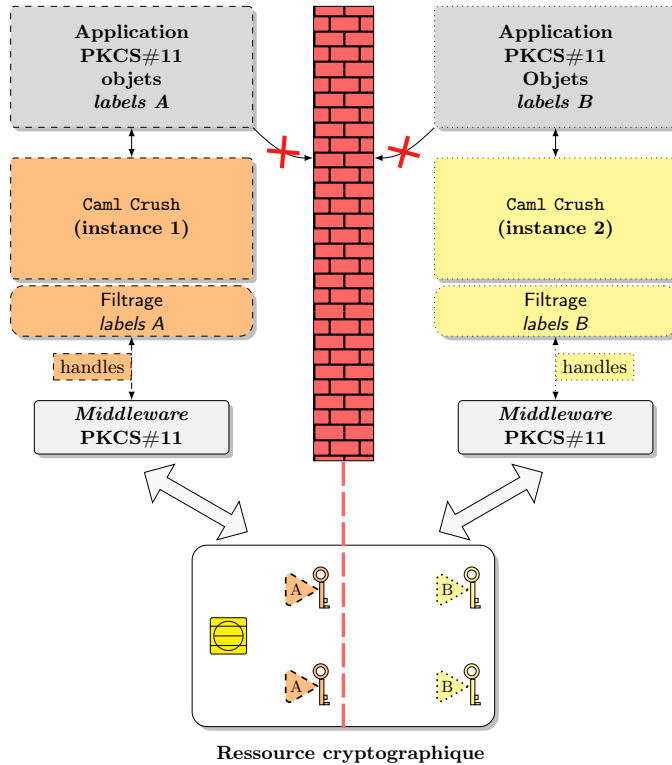 Application
PKCS#11
objets
labels A
Application
PKCS#11
Objets
labels B
Caml Crush
(instance 1)
Caml Crush
(instance 2)
Filtrage
labels A
Filtrage
labels B
handles
handles
Middleware
PKCS#11
Middleware
PKCS#11
A
B
A
B
Ressource cryptographique